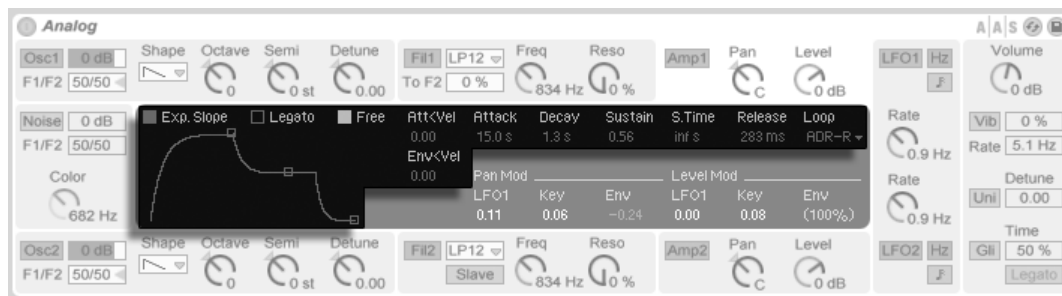 Analog
A|A|S
Osc1 0 dB
F1/F2 50/50
Shape Octave Semi Detune
0 0 st 0.00
Fil1 LP12
To F2 0 %
Freq Reso
834 Hz 0 %
Amp1
Pan Level
C 0 dB
LFO1 Hz
Volume
0 dB
Noise 0 dB
F1/F2 50/50
Color
682 Hz
Exp. Slope Legato Free
Att<Vel Attack Decay Sustain S.Time Release Loop
0.00 15.0 s 1.3 s 0.56 inf s 283 ms ADR-R
Env<Vel
0.00
Pan Mod Level Mod
LFO1 Key Env LFO1 Key Env
0.11 0.06 -0.24 0.00 0.08 (100%)
Rate
0.9 Hz
Rate
0.9 Hz
Vib 0 %
Rate 5.1 Hz
Detune
Uni 0.00
Time
Osc2 0 dB
F1/F2 50/50
Shape Octave Semi Detune
0 0 st 0.00
Fil2 LP12
Slave
Freq Reso
834 Hz 0 %
Amp2
Pan Level
C 0 dB
LFO2 Hz
Gli 50 %
Legato